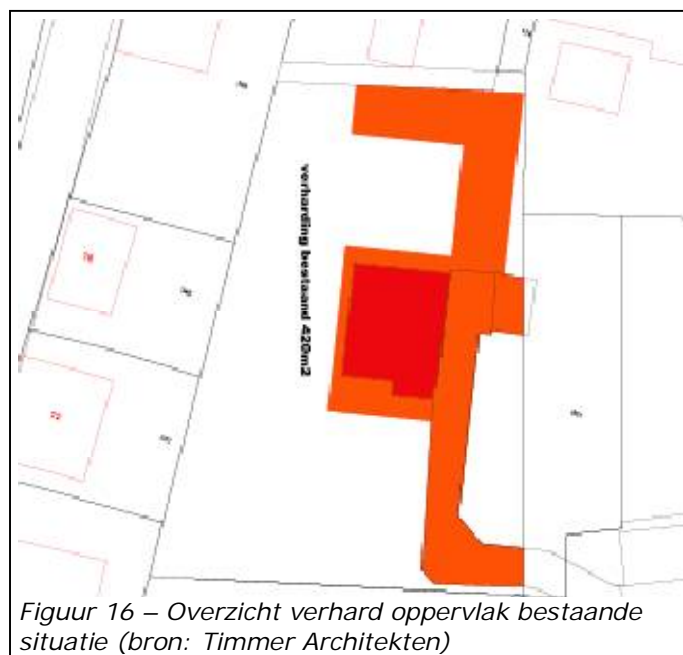 verharding bestaand 420m2
Figuur 16 – Overzicht verhard oppervlak bestaande
situatie (bron: Timmer Architekten)